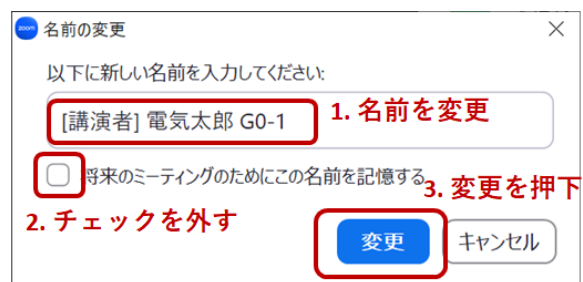 zoom 名前の変更
以下に新しい名前を入力してください:
[講演者] 電気太郎 G0-1
1. 名前を変更
将来のミーティングのためにこの名前を記憶する
2. チェックを外す
3. 変更を押下
変更
キャンセル